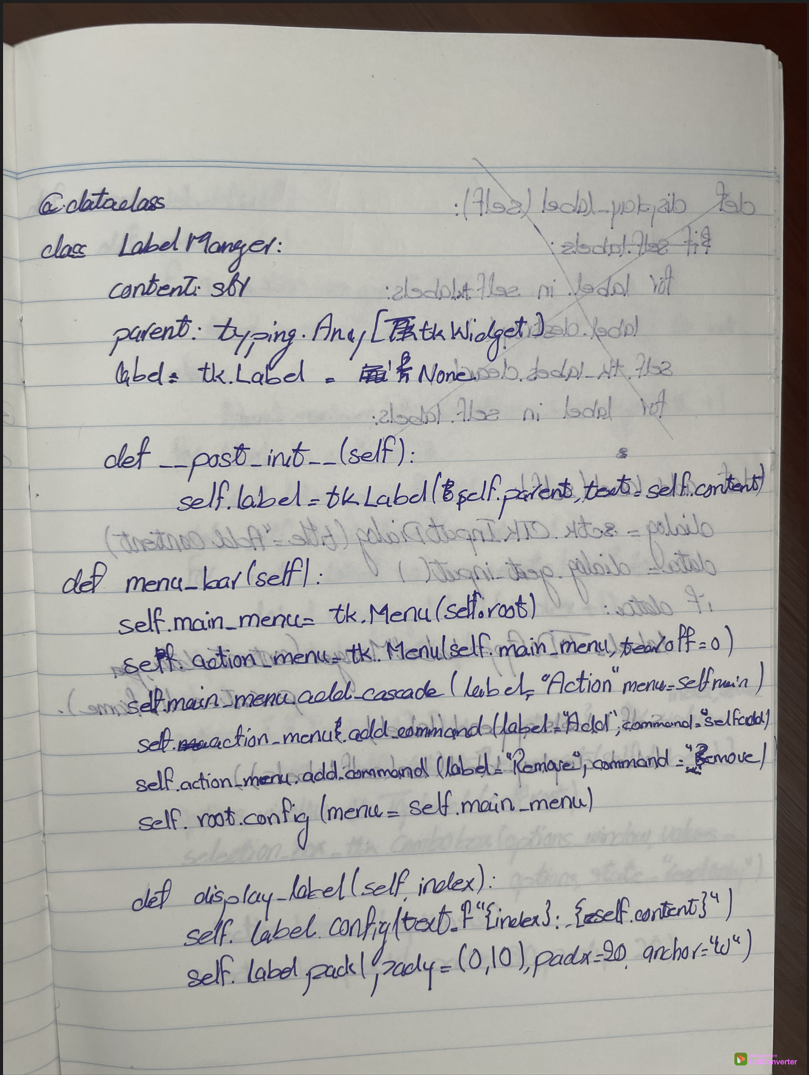 @dataclass
class LabelManger:
content: str
parent: typing.Any[tkWidget]
label= tk.Label = None
def __post_init__(self):
self.label=tk.Label(self.parent, text=self.content)
def menu_bar(self):
self.main_menu= tk.Menu(self.root)
self.action_menu=tk.Menu(self.main_menu, tearoff=0)
self.main_menu.add_cascade (label="Action" menu=self main)
self.action_menu.add_command (label="Add", command="self add)
self.action_menu.add.command (label="Remove", command="Remove)
self.root.config (menu= self.main_menu)
def display_label(self, index):
self.label.config(text=f"{index}: {self.content}")
self.label pack(pady=(0,10), padx=20, anchor="w")